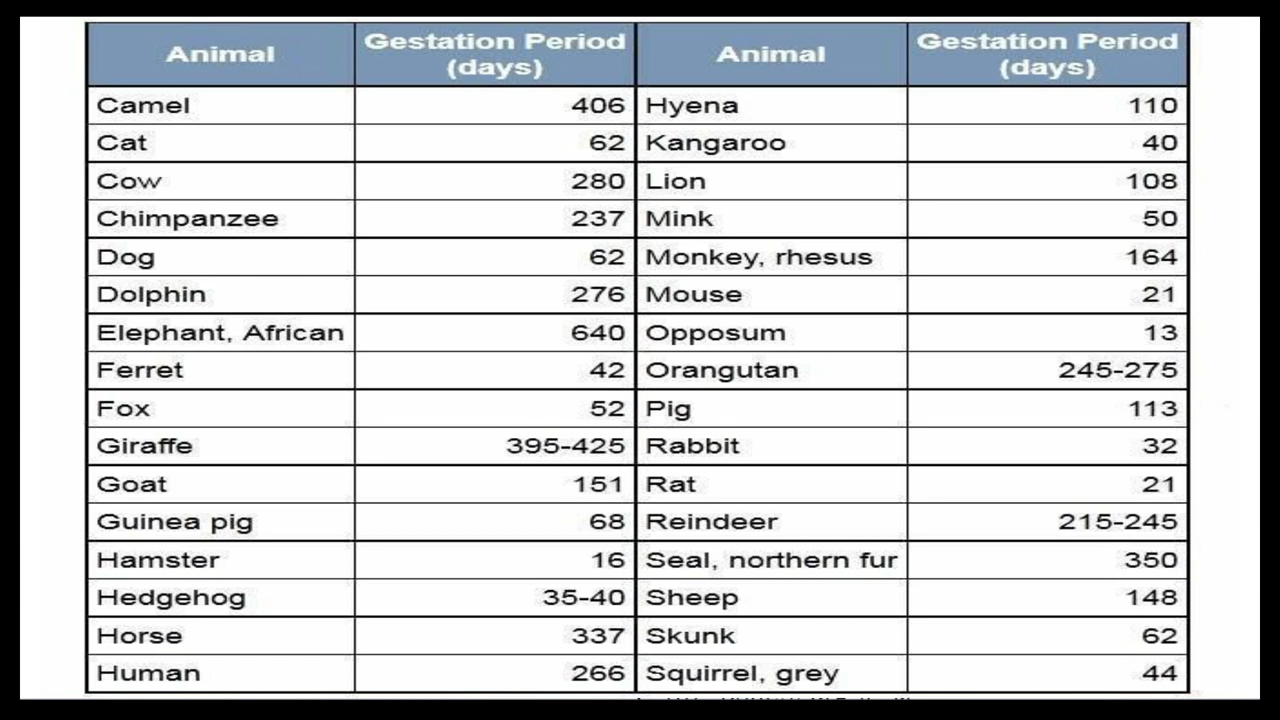 Animal Gestation Period (days) Animal Gestation Period (days)
Camel 406 Hyena 110
Cat 62 Kangaroo 40
Cow 280 Lion 108
Chimpanzee 237 Mink 50
Dog 62 Monkey, rhesus 164
Dolphin 276 Mouse 21
Elephant, African 640 Opposum 13
Ferret 42 Orangutan 245-275
Fox 52 Pig 113
Giraffe 395-425 Rabbit 32
Goat 151 Rat 21
Guinea pig 68 Reindeer 215-245
Hamster 16 Seal, northern fur 350
Hedgehog 35-40 Sheep 148
Horse 337 Skunk 62
Human 266 Squirrel, grey 44